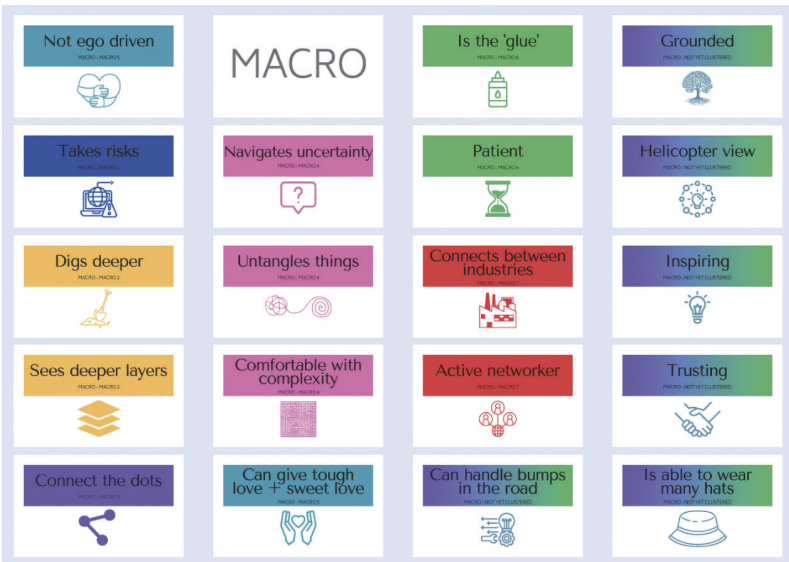 Not ego driven
MACRO - MACRO 5
MACRO
Is the 'glue'
MACRO - MACRO 6
Grounded
MACRO - NOT YET CLUSTERED
Takes risks
MACRO - MACRO
Navigates uncertainty
MACRO - MACRO 4
Patient
MACRO - MACRO 6
Helicopter view
MACRO - NOT YET CLUSTERED
Digs deeper
MACRO - MACRO 2
Untangles things
MACRO - MACRO 4
Connects between
industries
MACRO - MACRO 7
Inspiring
MACRO - NOT YET CLUSTERED
Sees deeper layers
MACRO - MACRO 2
Comfortable with
complexity
MACRO - MACRO 4
Active networker
MACRO - MACRO 7
Trusting
MACRO - NOT YET CLUSTERED
Connect the dots
MACRO - MACRO 3
Can give tough
love + sweet love
MACRO - MACRO 5
Can handle bumps
in the road
MACRO - NOT YET CLUSTERED
Is able to wear
many hats
MACRO - NOT YET CLUSTERED